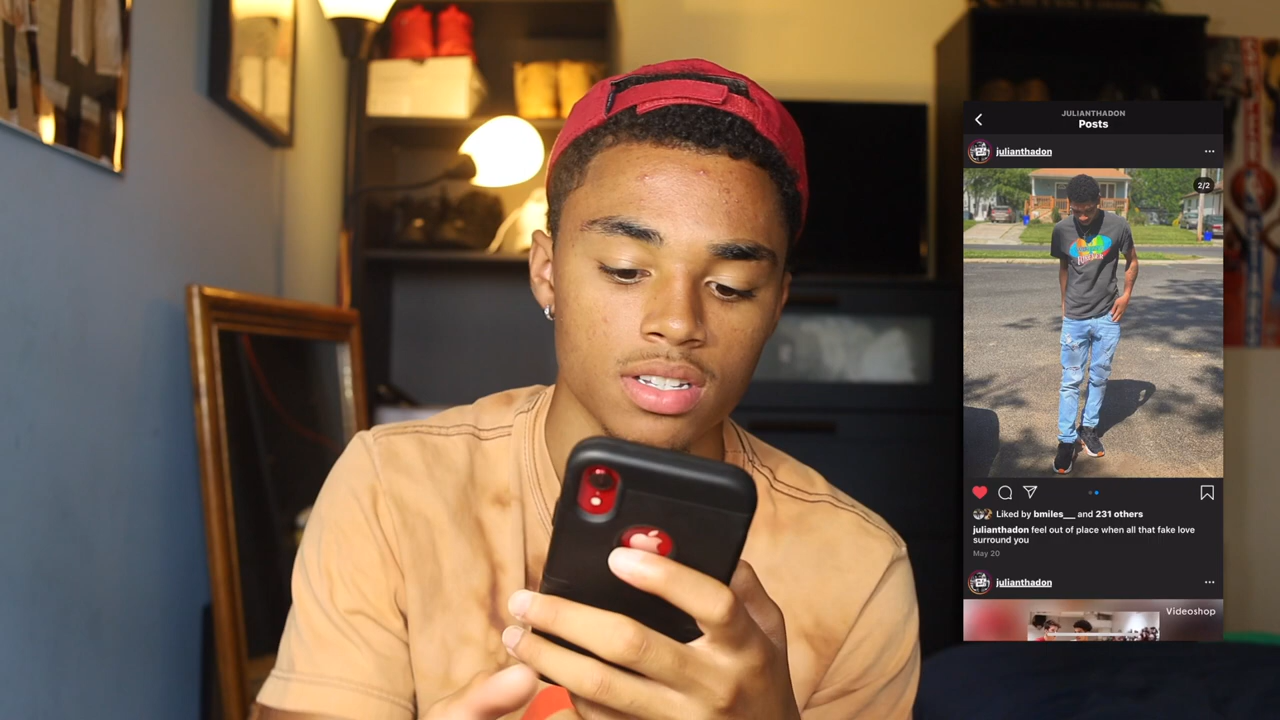 JULIANTHADON
Posts
julianthadon
2/2
Liked by bmiles__ and 231 others
julianthadon feel out of place when all that fake love
surround you
May 20
julianthadon
Videoshop